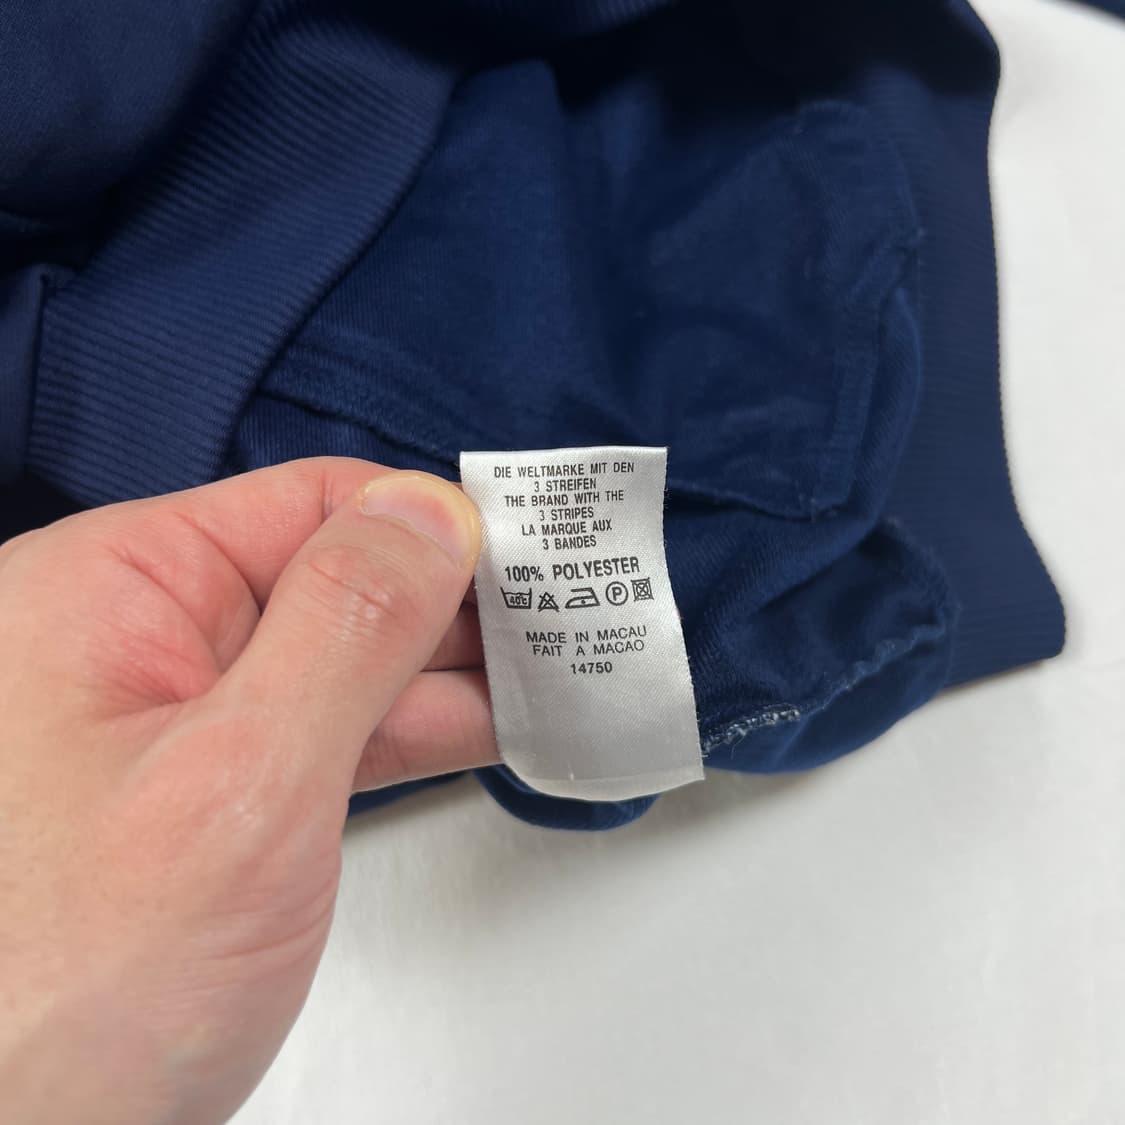 DIE WELTMARKE MIT DEN
3 STREIFEN
THE BRAND WITH THE
3 STRIPES
LA MARQUE AUX
3 BANDES
100% POLYESTER
40C P
MADE IN MACAU
FAIT A MACAO
14750